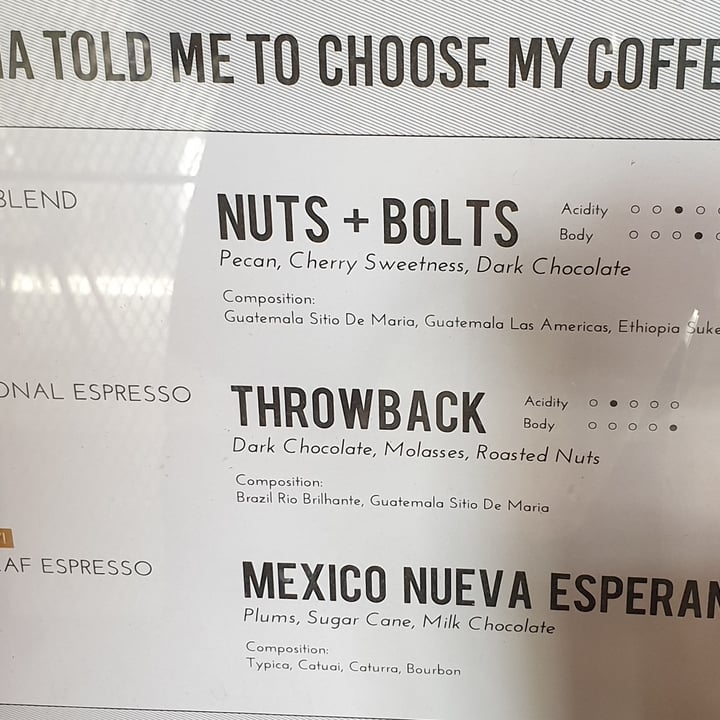 TOLD ME TO CHOOSE MY COFFE
BLEND
NUTS + BOLTS
Acidity
Body
Pecan, Cherry Sweetness, Dark Chocolate
Composition:
Guatemala Sitio De Maria, Guatemala Las Americas, Ethiopia Suke
ONAL ESPRESSO
THROWBACK
Acidity
Body
Dark Chocolate, Molasses, Roasted Nuts
Composition:
Brazil Rio Brilhante, Guatemala Sitio De Maria
AF ESPRESSO
MEXICO NUEVA ESPERAN
Plums, Sugar Cane, Milk Chocolate
Composition:
Typica, Catuai, Caturra, Bourbon